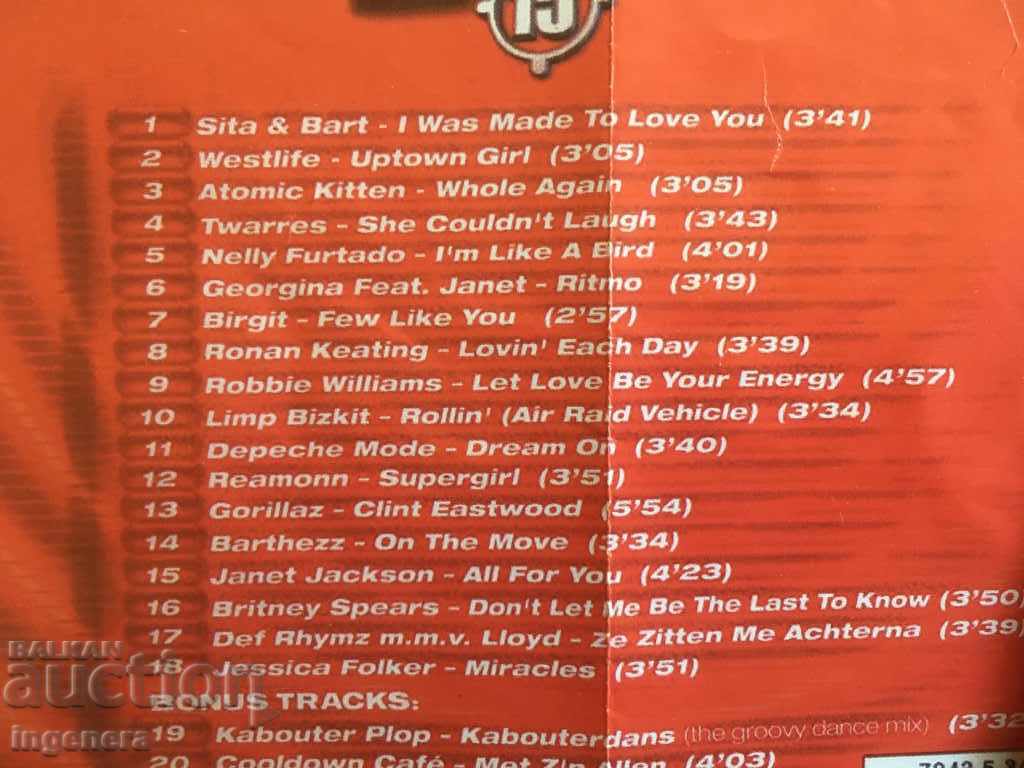 15
1 Sita & Bart - I Was Made To Love You (3'41)
2 Westlife - Uptown Girl (3'05)
3 Atomic Kitten - Whole Again (3'05)
4 Twarres - She Couldn't Laugh (3'43)
5 Nelly Furtado - I'm Like A Bird (4'01)
6 Georgina Feat. Janet - Ritmo (3'19)
7 Birgit - Few Like You (2'57)
8 Ronan Keating - Lovin' Each Day (3'39)
9 Robbie Williams - Let Love Be Your Energy (4'57)
10 Limp Bizkit - Rollin' (Air Raid Vehicle) (3'34)
11 Depeche Mode - Dream On (3'40)
12 Reamonn - Supergirl (3'51)
13 Gorillaz - Clint Eastwood (5'54)
14 Barthezz - On The Move (3'34)
15 Janet Jackson - All For You (4'23)
16 Britney Spears - Don't Let Me Be The Last To Know (3'50)
17 Def Rhymz m.m.v. Lloyd - Ze Zitten Me Achterna (3'39)
18 Jessica Folker - Miracles (3'51)
BONUS TRACKS:
19 Kabouter Plop - Kabouterdans (the groovy dance mix) (3'32
20 Cooldown Café - Met Z'n Allen (4'03)
BALKAN
auction
ingenera